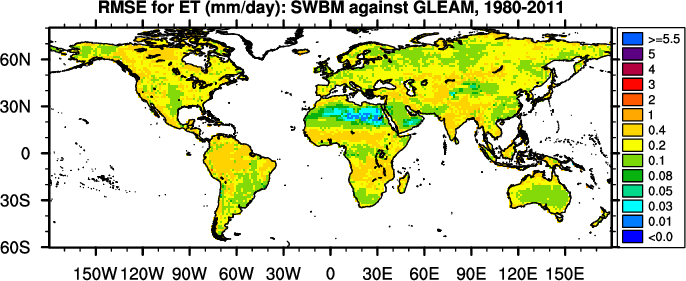 RMSE for ET (mm/day): SWBM against GLEAM, 1980-2011
60N
30N
0
30S
60S
150W 120W 90W 60W 30W 0 30E 60E 90E 120E 150E
>=5.5
5
4
3
2
1
0.4
0.2
0.1
0.08
0.05
0.03
0.01
<0.0